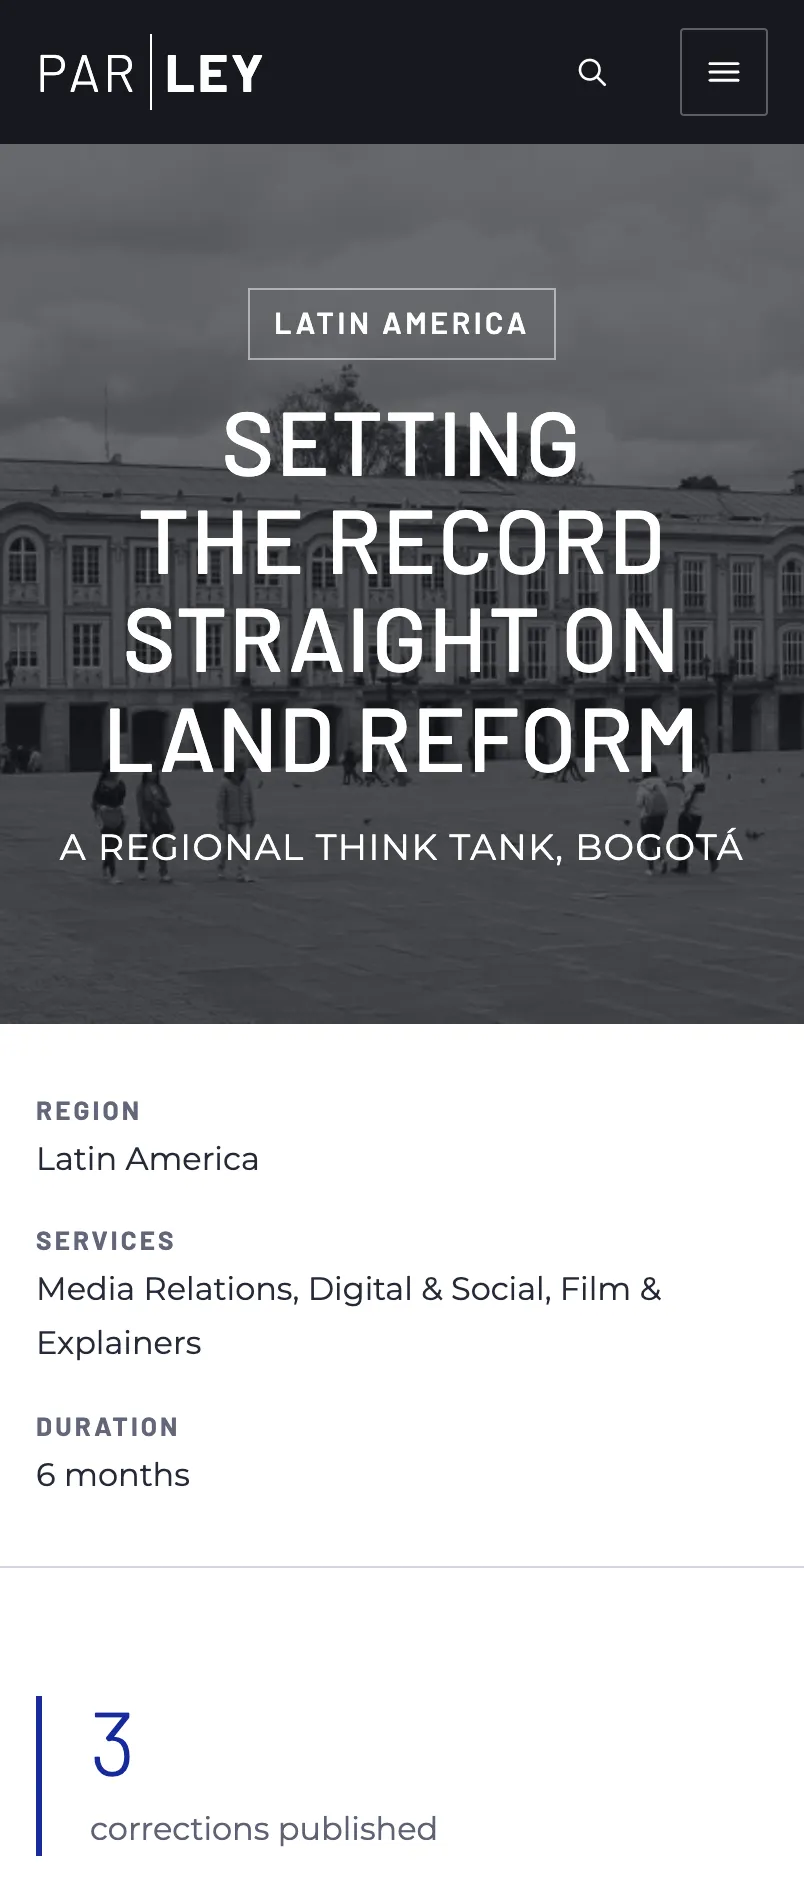 PAR|LEY
LATIN AMERICA
SETTING
THE RECORD
STRAIGHT ON
LAND REFORM
A REGIONAL THINK TANK, BOGOTÁ
REGION
Latin America
SERVICES
Media Relations, Digital & Social, Film &
Explainers
DURATION
6 months
3
corrections published